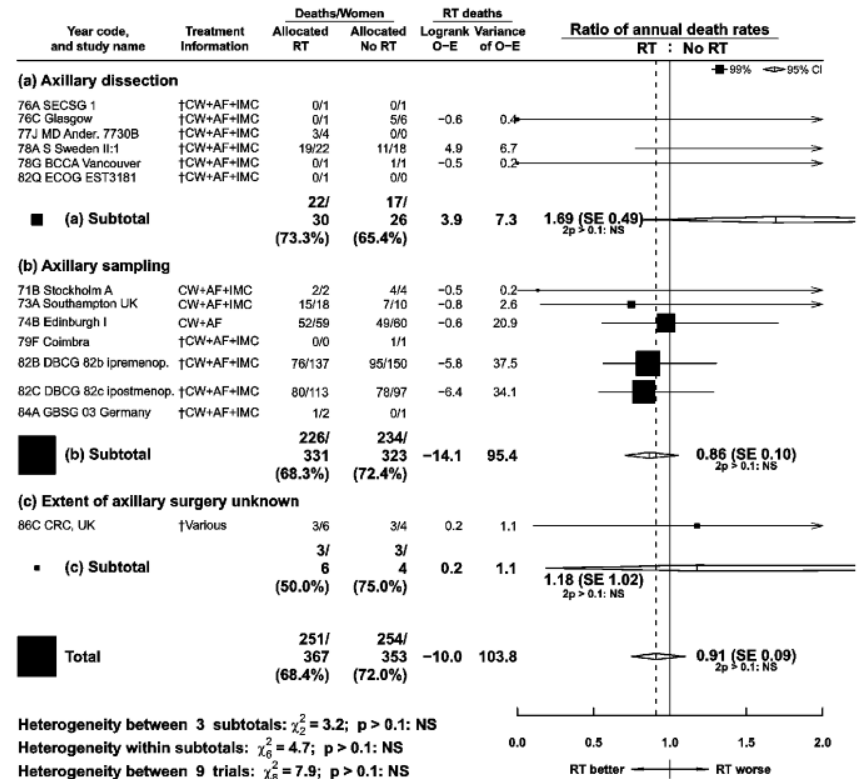 Deaths/Women RT deaths
Year code, and study name Treatment Information Allocated RT Allocated No RT Logrank O–E Variance of O–E Ratio of annual death rates
RT : No RT
99% 95% CI
(a) Axillary dissection
76A SECSG 1 †CW+AF+IMC 0/1 0/1
76C Glasgow †CW+AF+IMC 0/1 5/6 −0.6 0.4
77J MD Ander. 7730B †CW+AF+IMC 3/4 0/0
78A S Sweden II:1 †CW+AF+IMC 19/22 11/18 4.9 6.7
78G BCCA Vancouver †CW+AF+IMC 0/1 1/1 −0.5 0.2
82Q ECOG EST3181 †CW+AF+IMC 0/1 0/0
22/ 17/
(a) Subtotal 30 26 3.9 7.3 1.69 (SE 0.49)
(73.3%) (65.4%) 2p > 0.1: NS
(b) Axillary sampling
71B Stockholm A CW+AF+IMC 2/2 4/4 −0.5 0.2
73A Southampton UK CW+AF+IMC 15/18 7/10 −0.8 2.6
74B Edinburgh I CW+AF 52/59 49/60 −0.6 20.9
79F Coimbra †CW+AF+IMC 0/0 1/1
82B DBCG 82b ipremenop. †CW+AF+IMC 76/137 95/150 −5.8 37.5
82C DBCG 82c ipostmenop. †CW+AF+IMC 80/113 78/97 −6.4 34.1
84A GBSG 03 Germany †CW+AF+IMC 1/2 0/1
226/ 234/
(b) Subtotal 331 323 −14.1 95.4 0.86 (SE 0.10)
(68.3%) (72.4%) 2p > 0.1: NS
(c) Extent of axillary surgery unknown
86C CRC, UK †Various 3/6 3/4 0.2 1.1
3/ 3/
(c) Subtotal 6 4 0.2 1.1 1.18 (SE 1.02)
(50.0%) (75.0%) 2p > 0.1: NS
251/ 254/
Total 367 353 −10.0 103.8 0.91 (SE 0.09)
(68.4%) (72.0%) 2p > 0.1: NS
Heterogeneity between 3 subtotals: χ²₂ = 3.2; p > 0.1: NS
Heterogeneity within subtotals: χ²₆ = 4.7; p > 0.1: NS
Heterogeneity between 9 trials: χ²₈ = 7.9; p > 0.1: NS
0.0 0.5 1.0 1.5 2.0
RT better RT worse